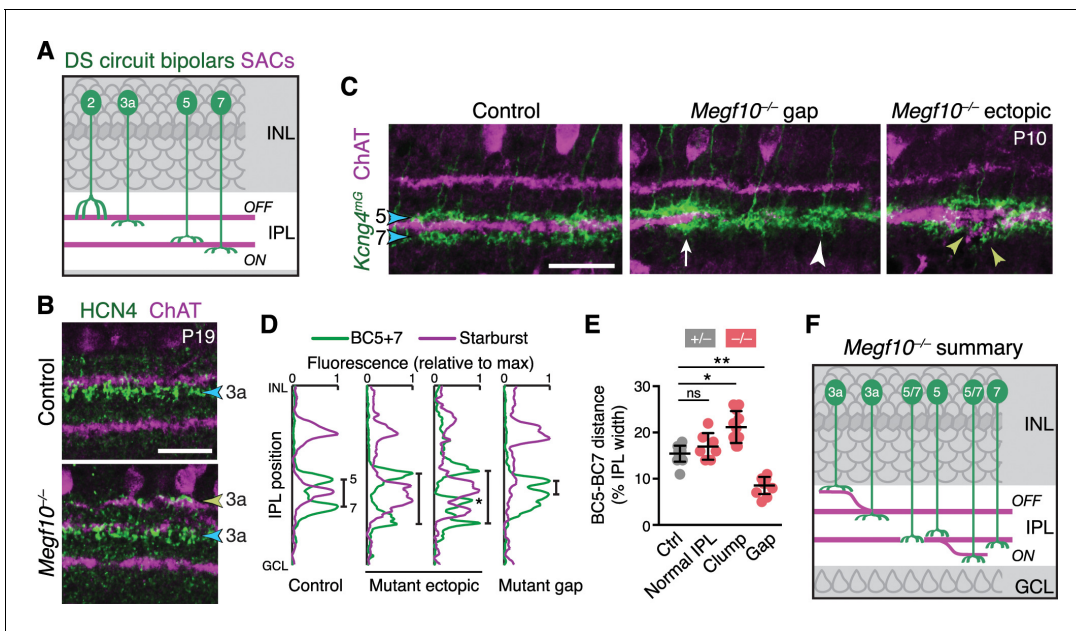 A
DS circuit bipolars SACs
2 3a 5 7
INL
OFF
IPL
ON
B
HCN4 ChAT
P19
Control
3a
Megf10–/–
3a
3a
C
Control
Megf10–/– gap
Megf10–/– ectopic
P10
Kcng4mG ChAT
5
7
D
BC5+7 Starburst
Fluorescence (relative to max)
0 1 0 1 0 1 0 1
INL
IPL position
GCL
5
7
*
Control
Mutant ectopic
Mutant gap
E
+/– –/–
**
*
ns
BC5-BC7 distance
(% IPL width)
30
20
10
0
Ctrl
Normal IPL
Clump
Gap
F
Megf10–/– summary
3a 3a 5/7 5 5/7 7
INL
OFF
IPL
ON
GCL